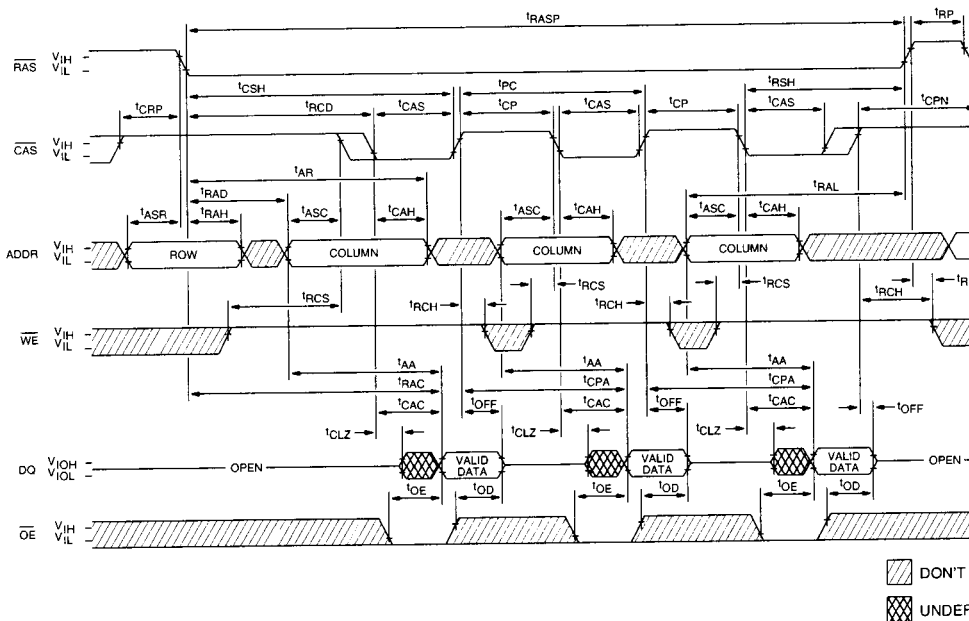 tRASP
tRP
RAS VIH VIL
tCSH tPC tRSH
tCRP tRCD tCAS tCP tCAS tCP tCAS tCPN
CAS VIH VIL
tAR
tRAD tRAL
tASR tRAH tASC tCAH tASC tCAH tASC tCAH
ADDR VIH VIL ROW COLUMN COLUMN COLUMN
tRCS tRCH tRCS tRCH tRCS tRCH
WE VIH VIL
tAA tAA tAA
tRAC tCPA tCPA
tCAC tOFF tCAC tOFF tCAC tOFF
tCLZ tCLZ tCLZ
DQ VIOH VIOL OPEN VALID DATA VALID DATA VALID DATA OPEN
tOE tOD tOE tOD tOE tOD
OE VIH VIL
DON'T
UNDEF